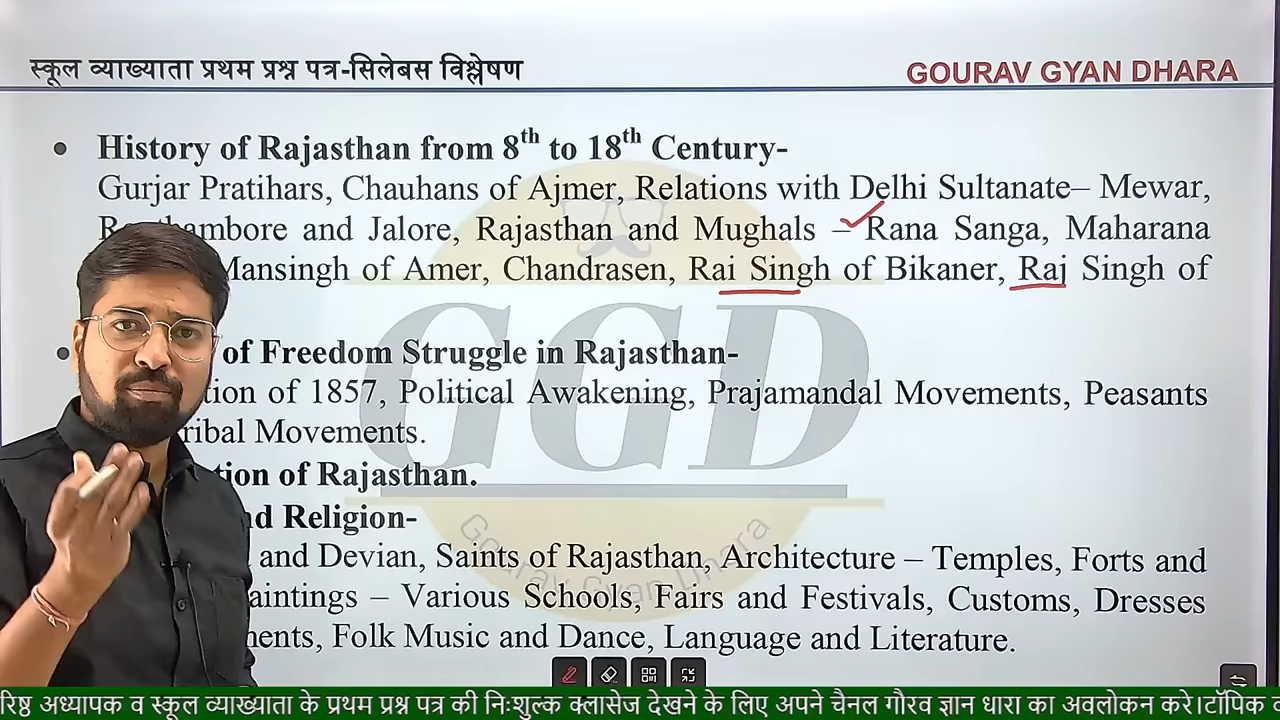 स्कूल व्याख्याता प्रथम प्रश्न पत्र-सिलेबस विश्लेषण
GOURAV GYAN DHARA
History of Rajasthan from 8th to 18th Century-
Gurjar Pratihars, Chauhans of Ajmer, Relations with Delhi Sultanate– Mewar,
and Jalore, Rajasthan and Mughals – Rana Sanga, Maharana
Mansingh of Amer, Chandrasen, Rai Singh of Bikaner, Raj Singh of
of Freedom Struggle in Rajasthan-
of 1857, Political Awakening, Prajamandal Movements, Peasants
Movements.
of Rajasthan.
Religion-
and Devian, Saints of Rajasthan, Architecture – Temples, Forts and
– Various Schools, Fairs and Festivals, Customs, Dresses
Folk Music and Dance, Language and Literature.
GGD
Gourav Gyan Dhara
अध्यापक व स्कूल व्याख्याता के प्रथम प्रश्न पत्र की निःशुल्क क्लासेज देखने के लिए अपने चैनल गौरव ज्ञान धारा का अवलोकन करे।टॉपिक